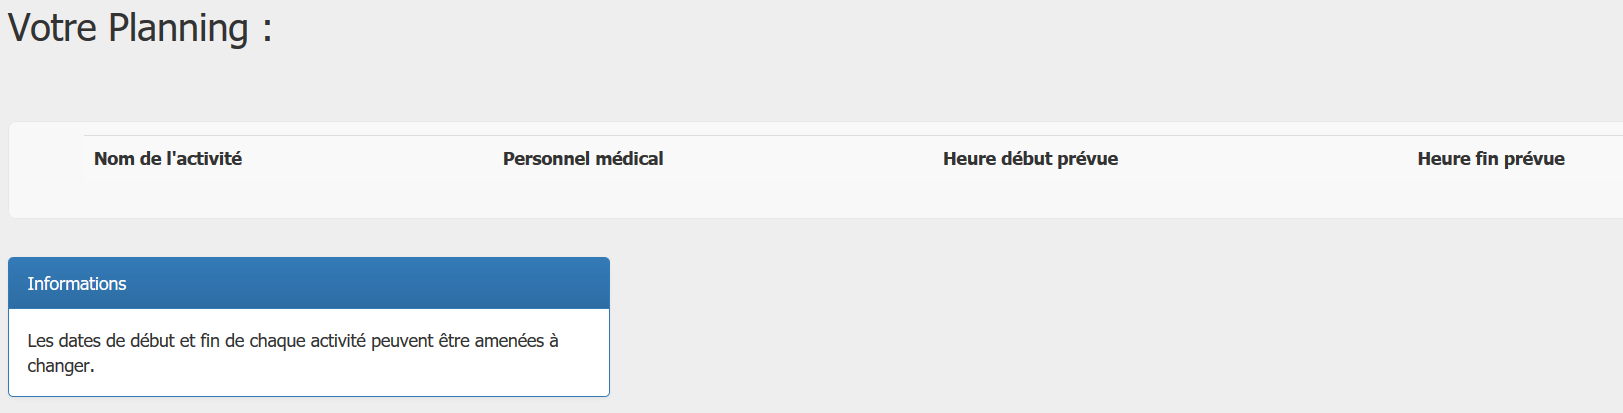 Votre Planning :
Nom de l'activité Personnel médical Heure début prévue Heure fin prévue
Informations
Les dates de début et fin de chaque activité peuvent être amenées à
changer.